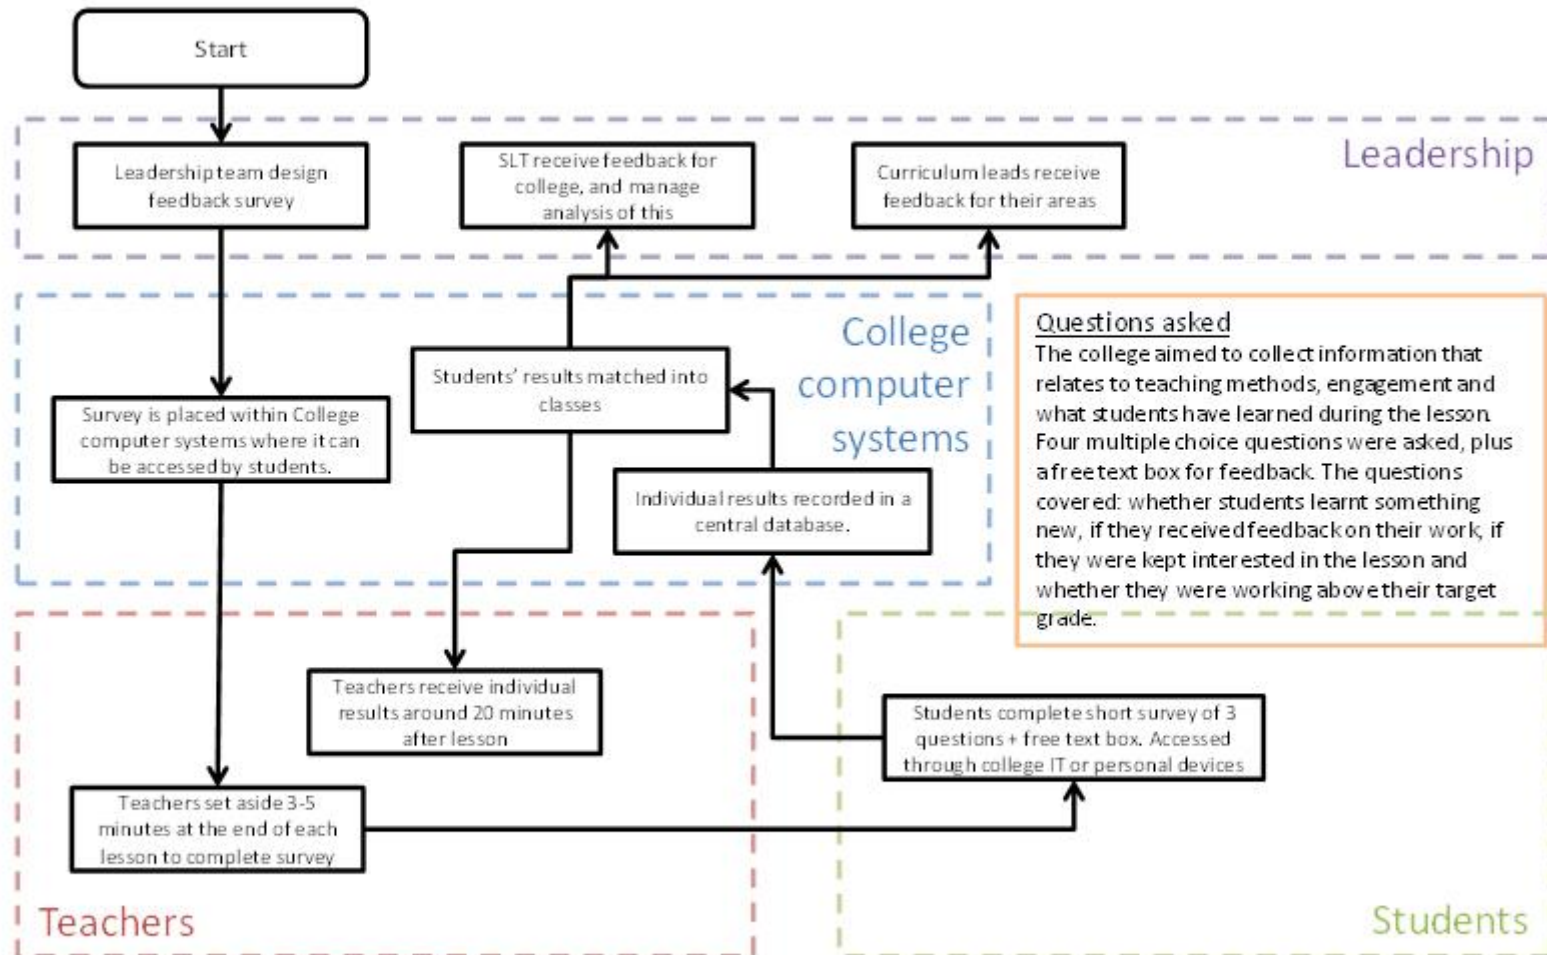 Start
Leadership
Leadership team design
feedback survey
SLT receive feedback for
college, and manage
analysis of this
Curriculum leads receive
feedback for their areas
College
computer
systems
Students' results matched into
classes
Survey is placed within College
computer systems where it can
be accessed by students.
Individual results recorded in a
central database.
Questions asked
The college aimed to collect information that
relates to teaching methods, engagement and
what students have learned during the lesson.
Four multiple choice questions were asked, plus
a free text box for feedback. The questions
covered: whether students learnt something
new, if they received feedback on their work, if
they were kept interested in the lesson and
whether they were working above their target
grade.
Teachers receive individual
results around 20 minutes
after lesson
Students complete short survey of 3
questions + free text box. Accessed
through college IT or personal devices
Teachers set aside 3-5
minutes at the end of each
lesson to complete survey
Teachers
Students